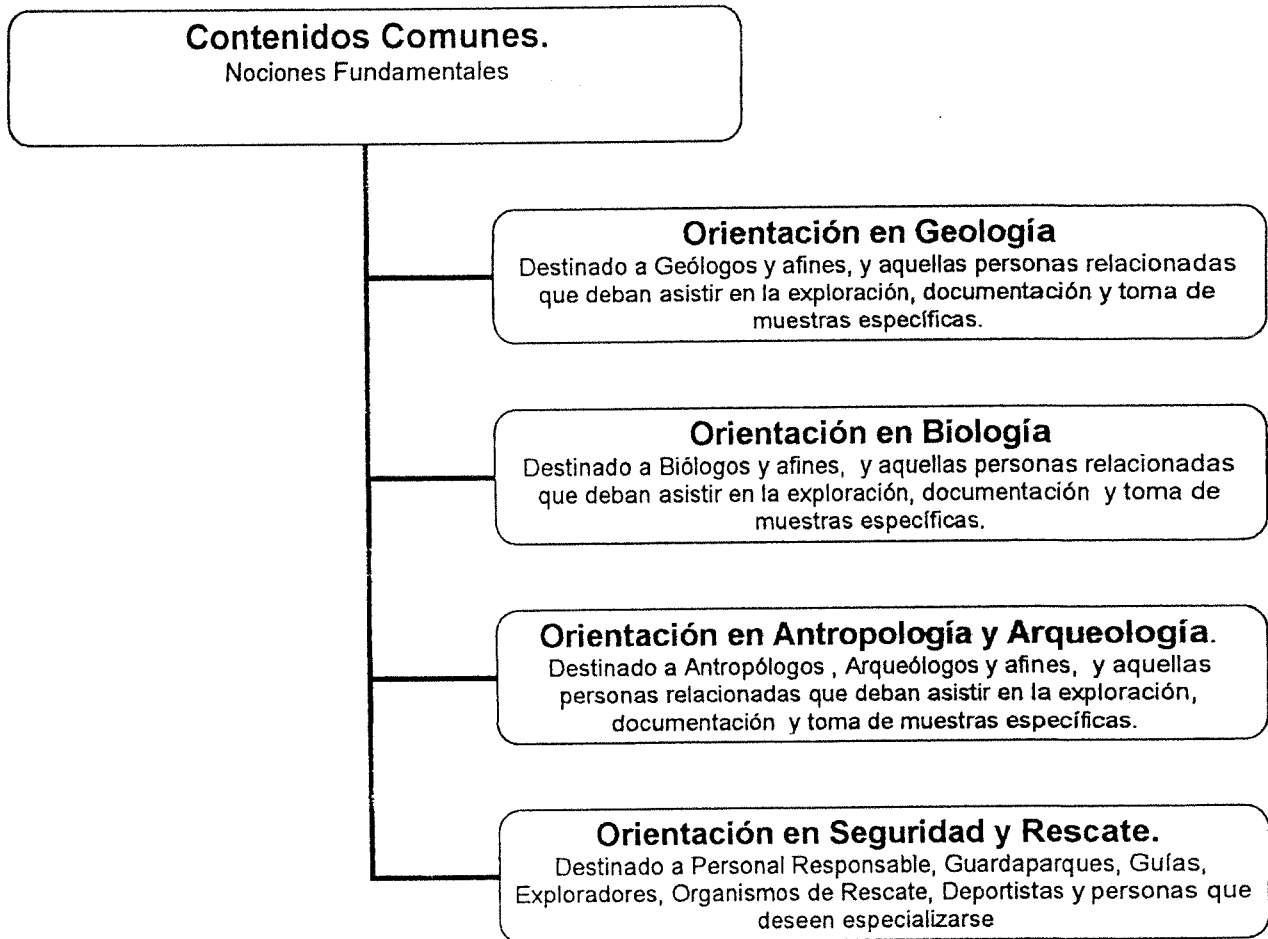 Contenidos Comunes.
Nociones Fundamentales
Orientación en Geología
Destinado a Geólogos y afines, y aquellas personas relacionadas
que deban asistir en la exploración, documentación y toma de
muestras específicas.
Orientación en Biología
Destinado a Biólogos y afines, y aquellas personas relacionadas
que deban asistir en la exploración, documentación y toma de
muestras específicas.
Orientación en Antropología y Arqueología.
Destinado a Antropólogos , Arqueólogos y afines, y aquellas
personas relacionadas que deban asistir en la exploración,
documentación y toma de muestras específicas.
Orientación en Seguridad y Rescate.
Destinado a Personal Responsable, Guardaparques, Guías,
Exploradores, Organismos de Rescate, Deportistas y personas que
deseen especializarse